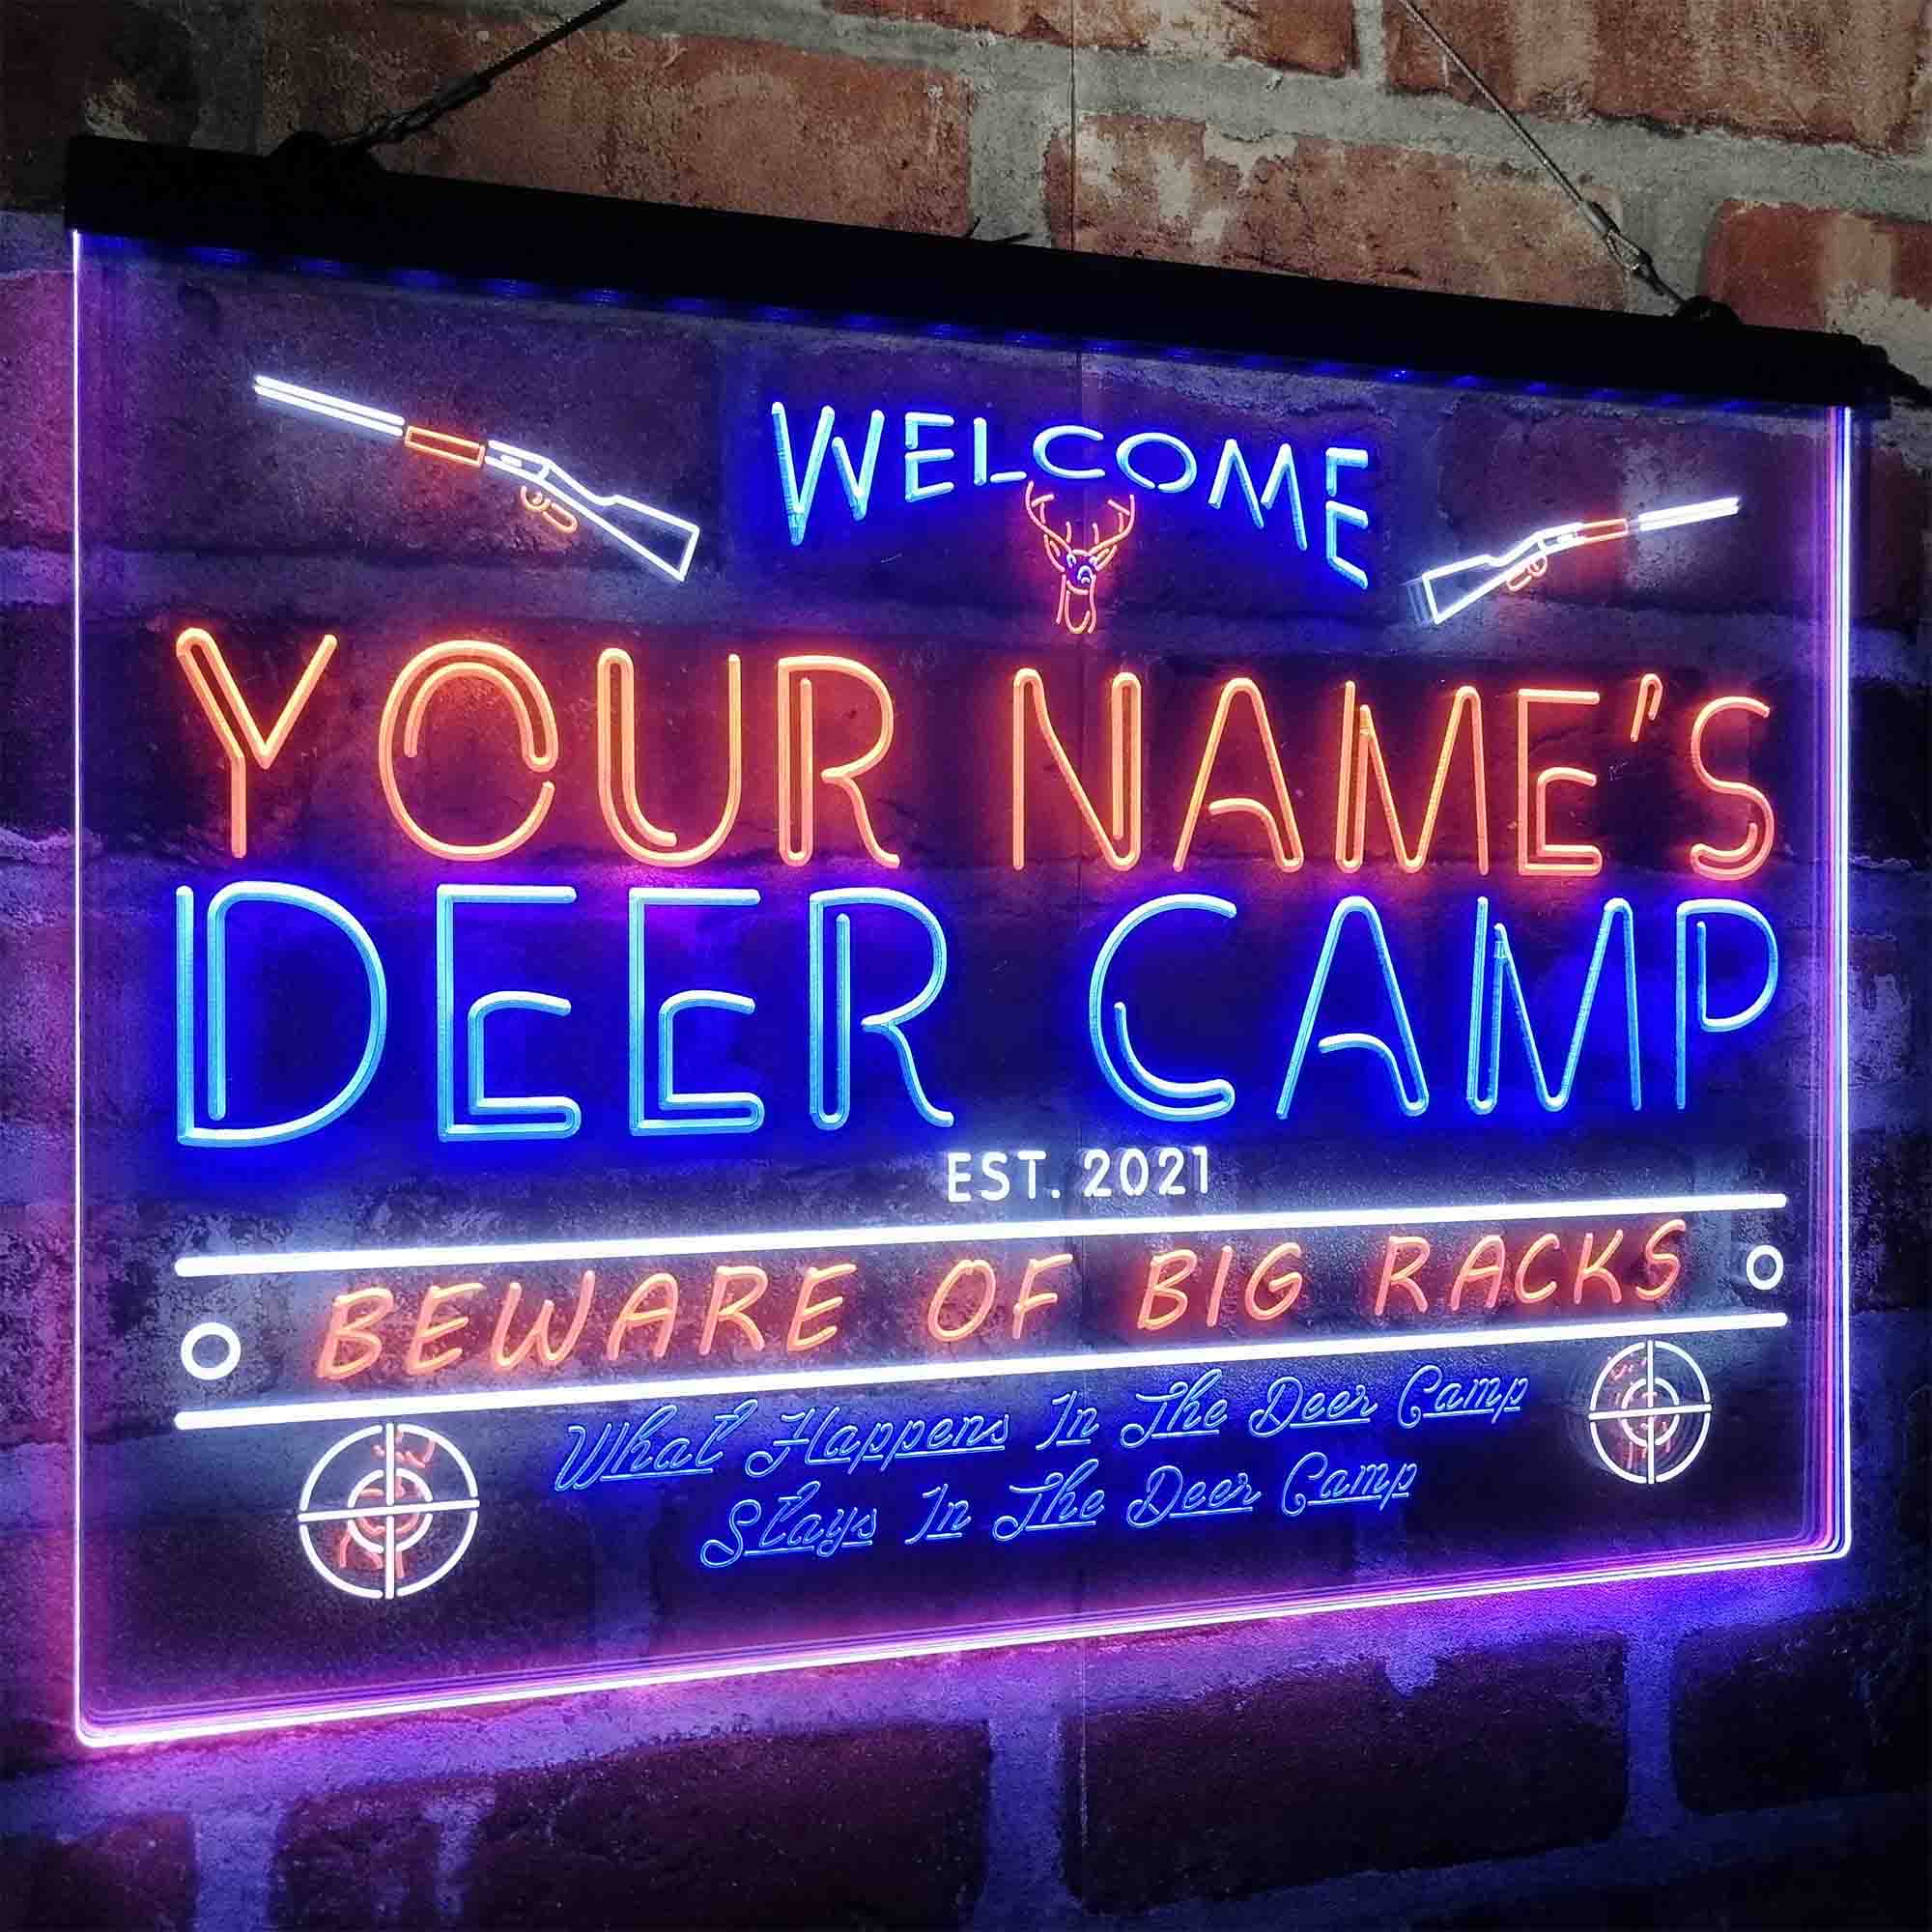 WELCOME
YOUR NAME'S
DEER CAMP
EST. 2021
BEWARE OF BIG RACKS
What Happens In The Deer Camp
Stays In The Deer Camp